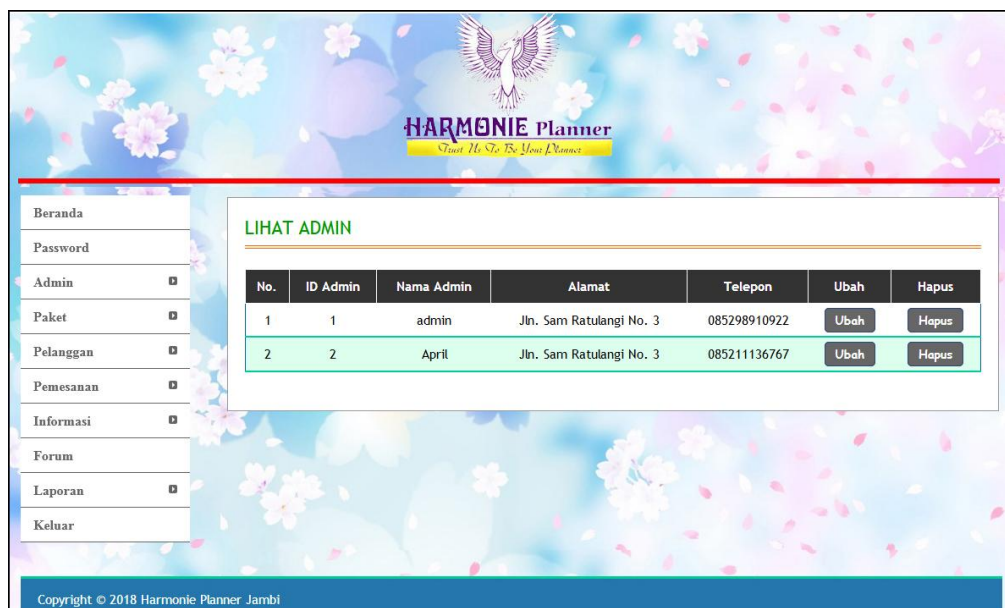 HARMONIE Planner
Trust Us To Be Your Planner
Beranda
Password
Admin
Paket
Pelanggan
Pemesanan
Informasi
Forum
Laporan
Keluar
LIHAT ADMIN
No. ID Admin Nama Admin Alamat Telepon Ubah Hapus
1 1 admin Jln. Sam Ratulangi No. 3 085298910922 Ubah Hapus
2 2 April Jln. Sam Ratulangi No. 3 085211136767 Ubah Hapus
Copyright © 2018 Harmonie Planner Jambi